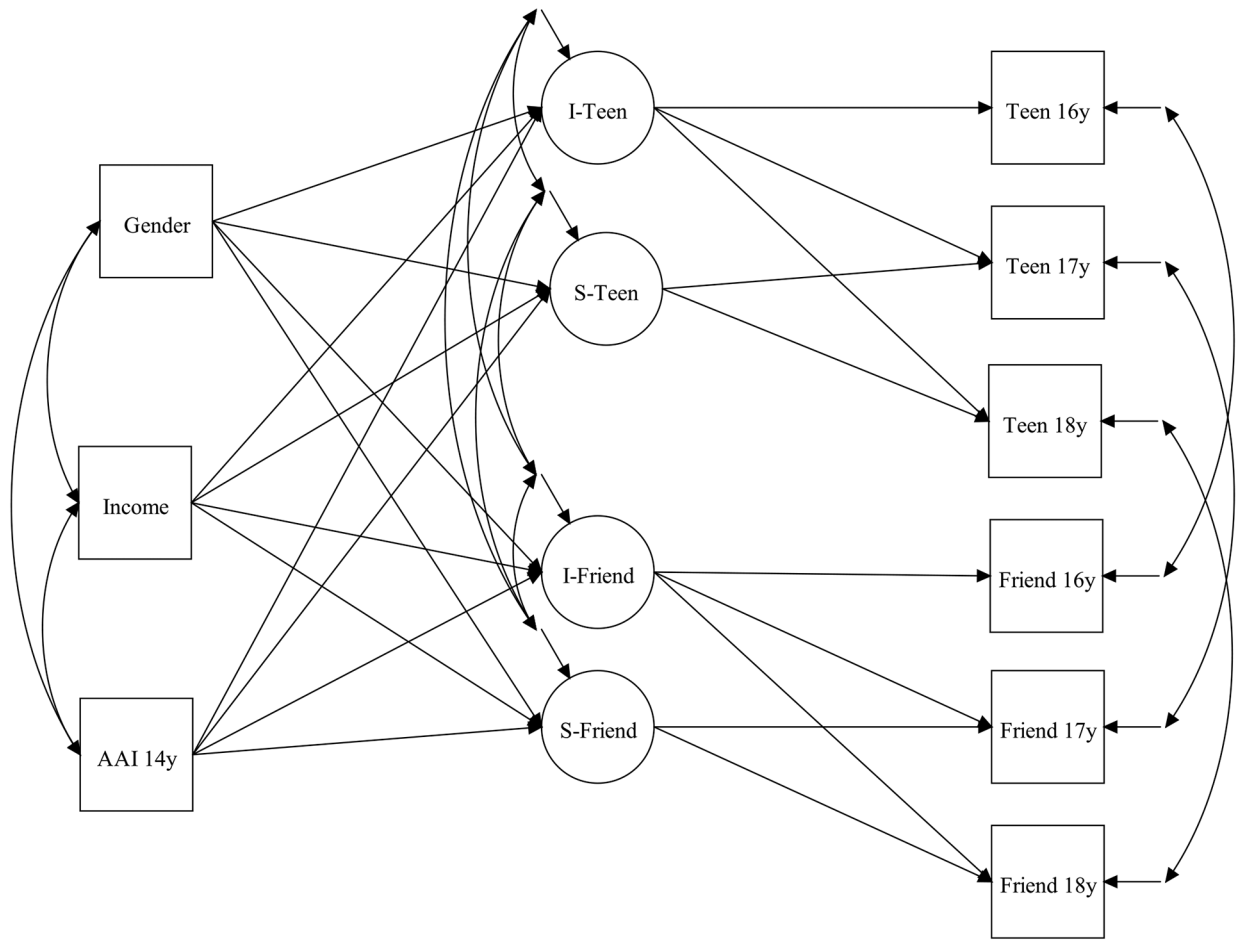 Gender
Income
AAI 14y
I-Teen
S-Teen
I-Friend
S-Friend
Teen 16y
Teen 17y
Teen 18y
Friend 16y
Friend 17y
Friend 18y